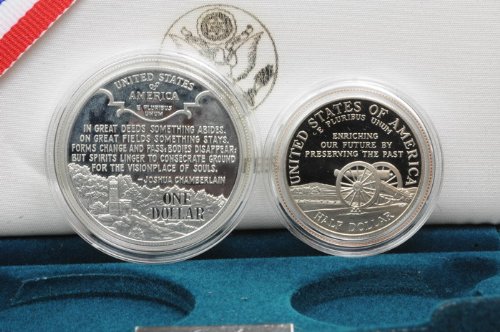 UNITED STATES of
AMERICA
E PLURIBUS
UNUM
IN GREAT DEEDS SOMETHING ABIDES.
ON GREAT FIELDS SOMETHING STAYS.
FORMS CHANGE AND PASS; BODIES DISAPPEAR;
BUT SPIRITS LINGER TO CONSECRATE GROUND
FOR THE VISIONPLACE OF SOULS.
—JOSHUA CHAMBERLAIN
ONE
DOLLAR
UNITED STATES OF AMERICA
E PLURIBUS UNUM
ENRICHING
OUR FUTURE BY
PRESERVING THE PAST
HALF DOLLAR